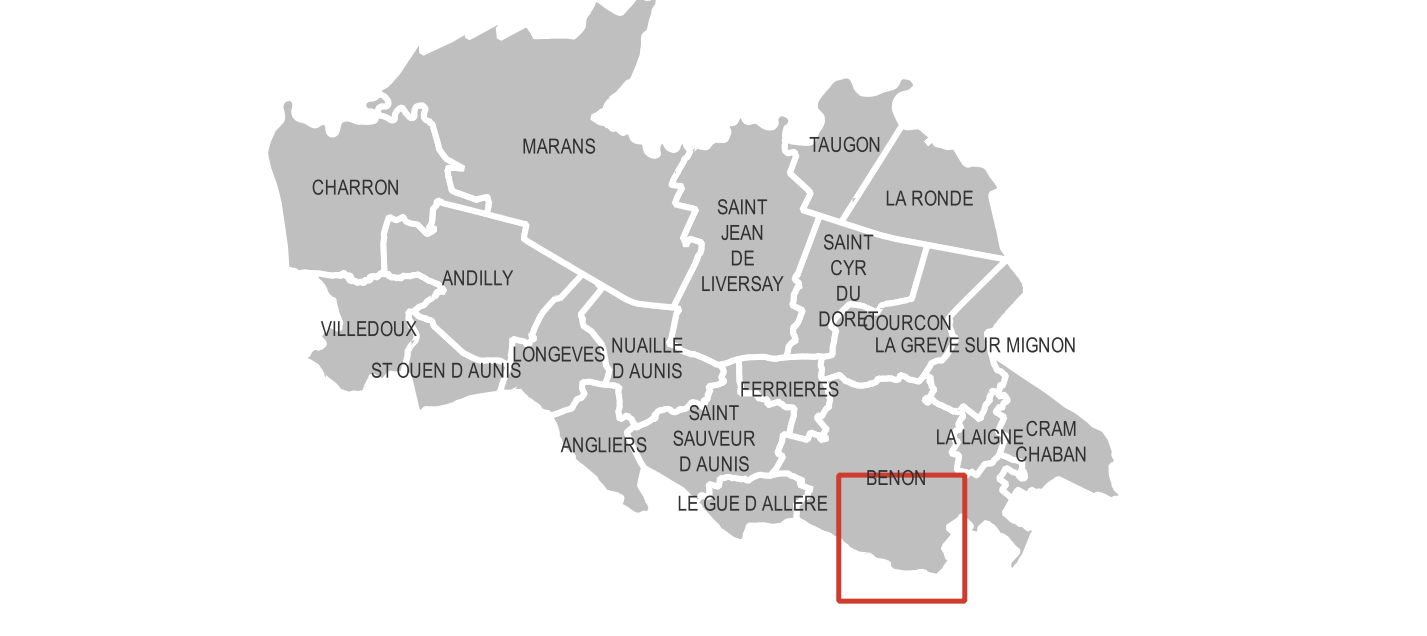 MARANS
TAUGON
CHARRON
LA RONDE
SAINT
JEAN
DE
LIVERSAY
SAINT
CYR
DU
DORET
ANDILLY
VILLEDOUX
COURCON
LA GREVE SUR MIGNON
NUAILLE
D AUNIS
LONGEVES
ST OUEN D AUNIS
FERRIERES
SAINT
SAUVEUR
D AUNIS
ANGLIERS
LA LAIGNE
CRAM
CHABAN
BENON
LE GUE D ALLERE